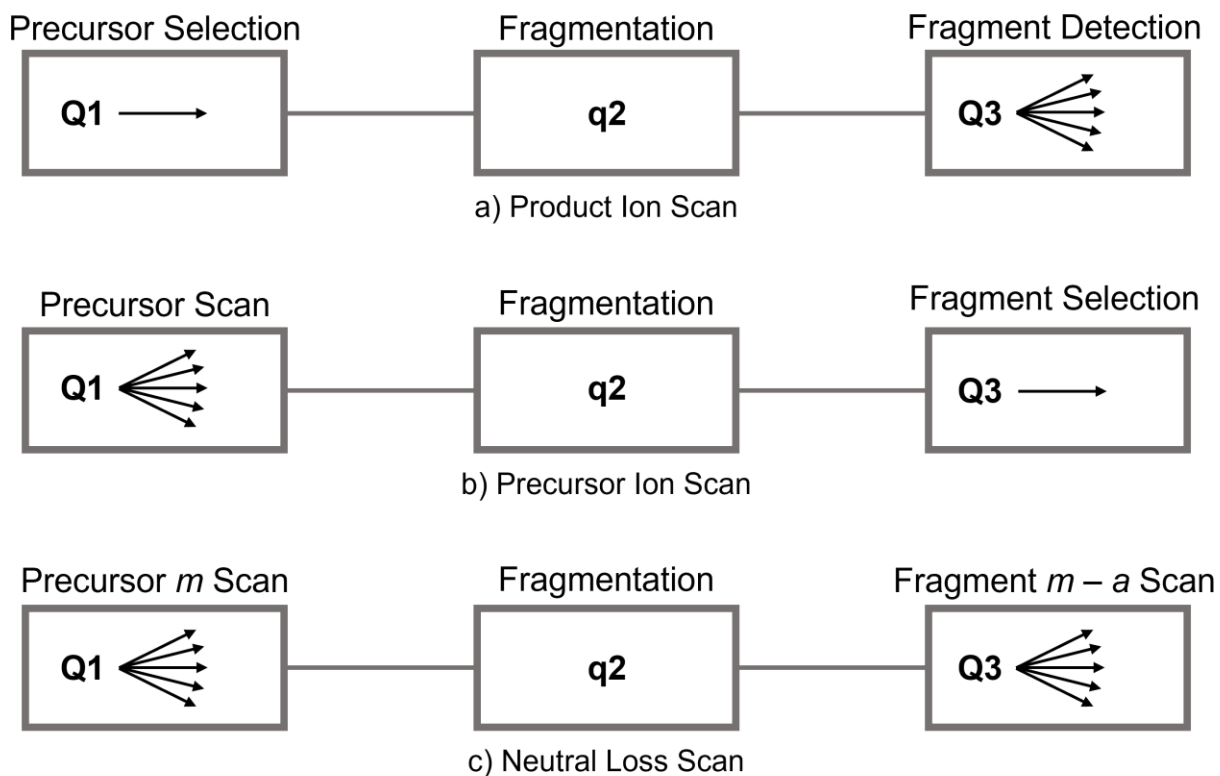 Precursor Selection Fragmentation Fragment Detection
Q1 q2 Q3
a) Product Ion Scan
Precursor Scan Fragmentation Fragment Selection
Q1 q2 Q3
b) Precursor Ion Scan
Precursor m Scan Fragmentation Fragment m – a Scan
Q1 q2 Q3
c) Neutral Loss Scan